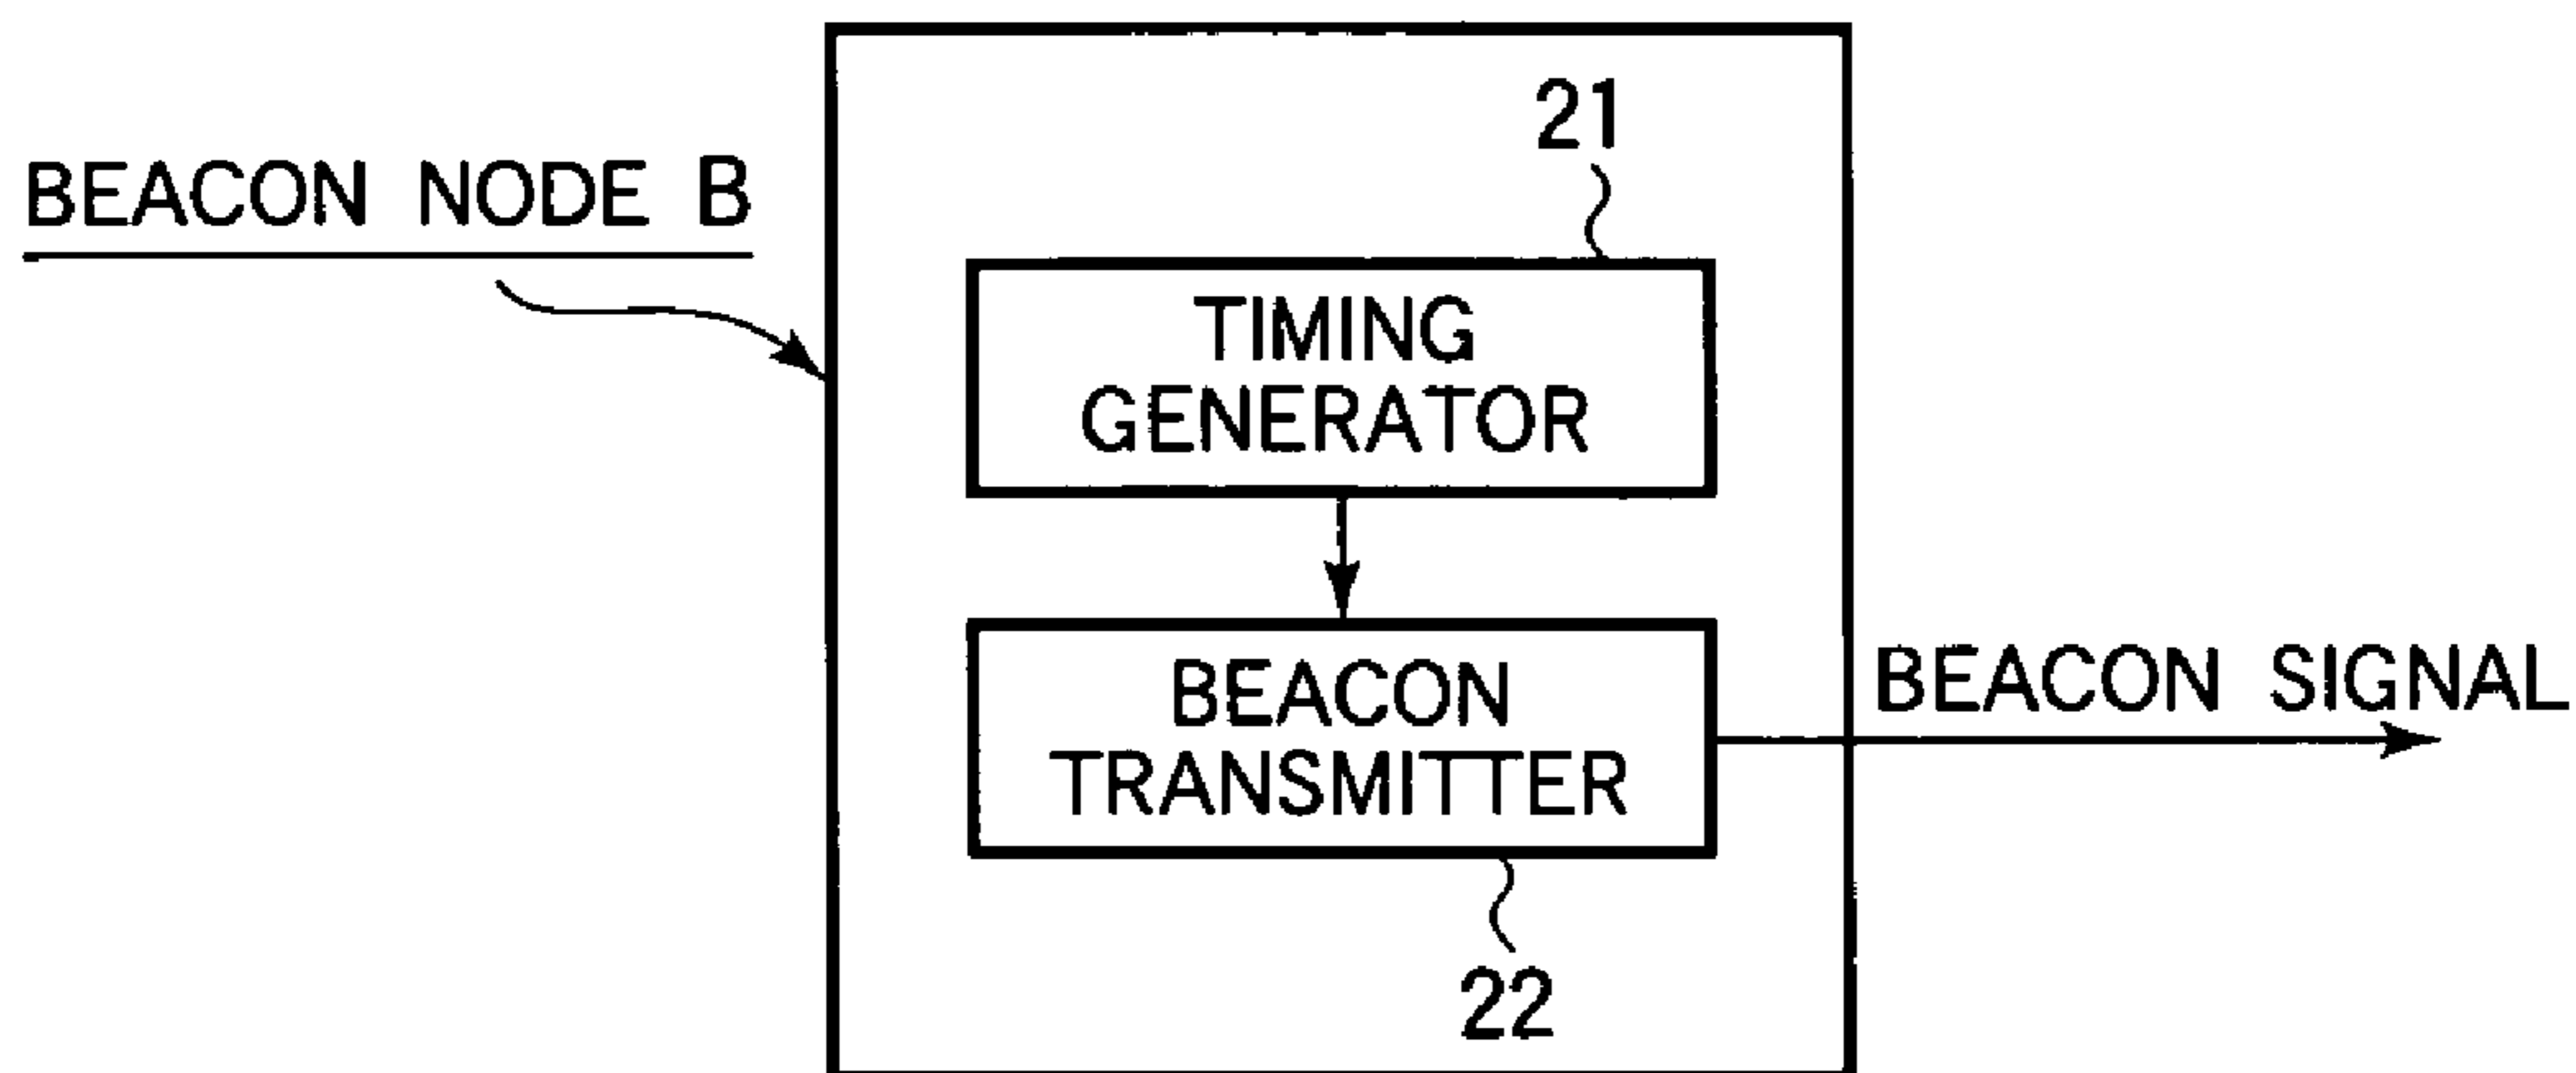 21
BEACON NODE B
TIMING
GENERATOR
BEACON
TRANSMITTER
BEACON SIGNAL
22